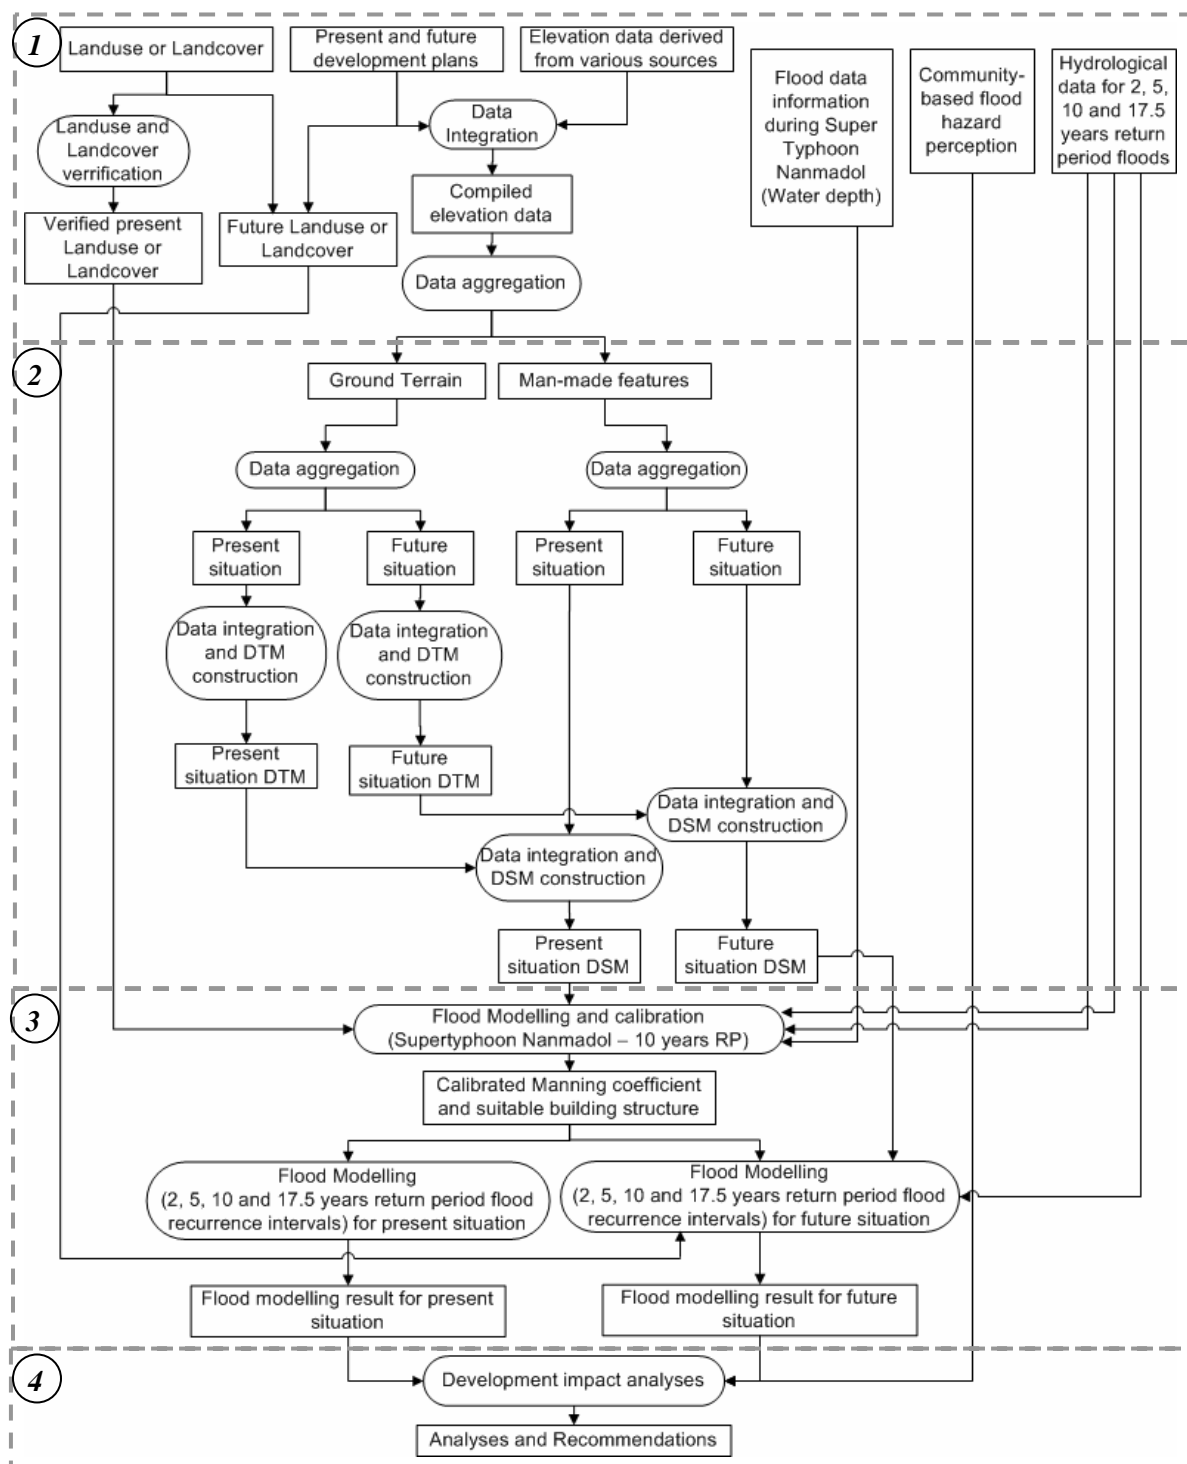 1
Landuse or Landcover
Present and future
development plans
Elevation data derived
from various sources
Flood data
information
during Super
Typhoon
Nanmadol
(Water depth)
Community-
based flood
hazard
perception
Hydrological
data for 2, 5,
10 and 17.5
years return
period floods
Landuse and
Landcover
verrification
Data
Integration
Compiled
elevation data
Verified present
Landuse or
Landcover
Future Landuse or
Landcover
Data aggregation
2
Ground Terrain
Man-made features
Data aggregation
Data aggregation
Present
situation
Future
situation
Present
situation
Future
situation
Data integration
and DTM
construction
Data integration
and DTM
construction
Present
situation DTM
Future
situation DTM
Data integration and
DSM construction
Data integration and
DSM construction
Present
situation DSM
Future
situation DSM
3
Flood Modelling and calibration
(Supertyphoon Nanmadol – 10 years RP)
Calibrated Manning coefficient
and suitable building structure
Flood Modelling
(2, 5, 10 and 17.5 years return period flood
recurrence intervals) for present situation
Flood Modelling
(2, 5, 10 and 17.5 years return period flood
recurrence intervals) for future situation
Flood modelling result for present
situation
Flood modelling result for future
situation
4
Development impact analyses
Analyses and Recommendations